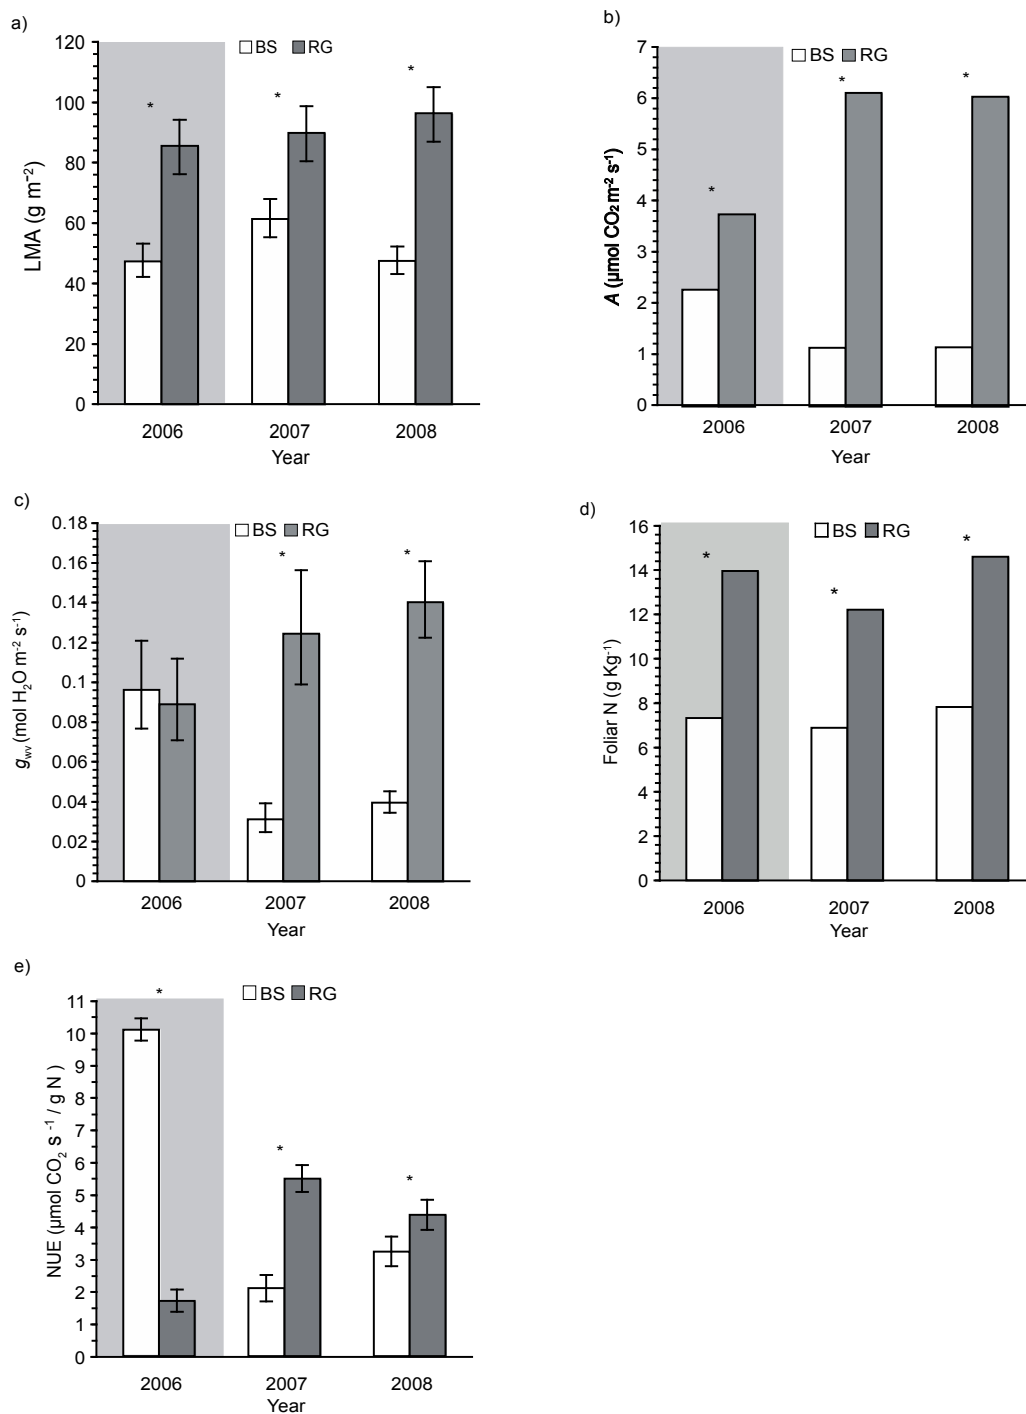 a)
BS RG
LMA (g m⁻²)
120
100
80
60
40
20
0
*
*
*
2006 2007 2008
Year
b)
BS RG
A (µmol CO₂ m⁻² s⁻¹)
7
6
5
4
3
2
1
0
*
*
*
2006 2007 2008
Year
c)
BS RG
gwv (mol H₂O m⁻² s⁻¹)
0.18
0.16
0.14
0.12
0.1
0.08
0.06
0.04
0.02
0
*
*
2006 2007 2008
Year
d)
BS RG
Foliar N (g Kg⁻¹)
16
14
12
10
8
6
4
2
0
*
*
*
2006 2007 2008
Year
e)
BS RG
NUE (µmol CO₂ s⁻¹ / g N )
11
10
9
8
7
6
5
4
3
2
1
0
*
*
*
2006 2007 2008
Year